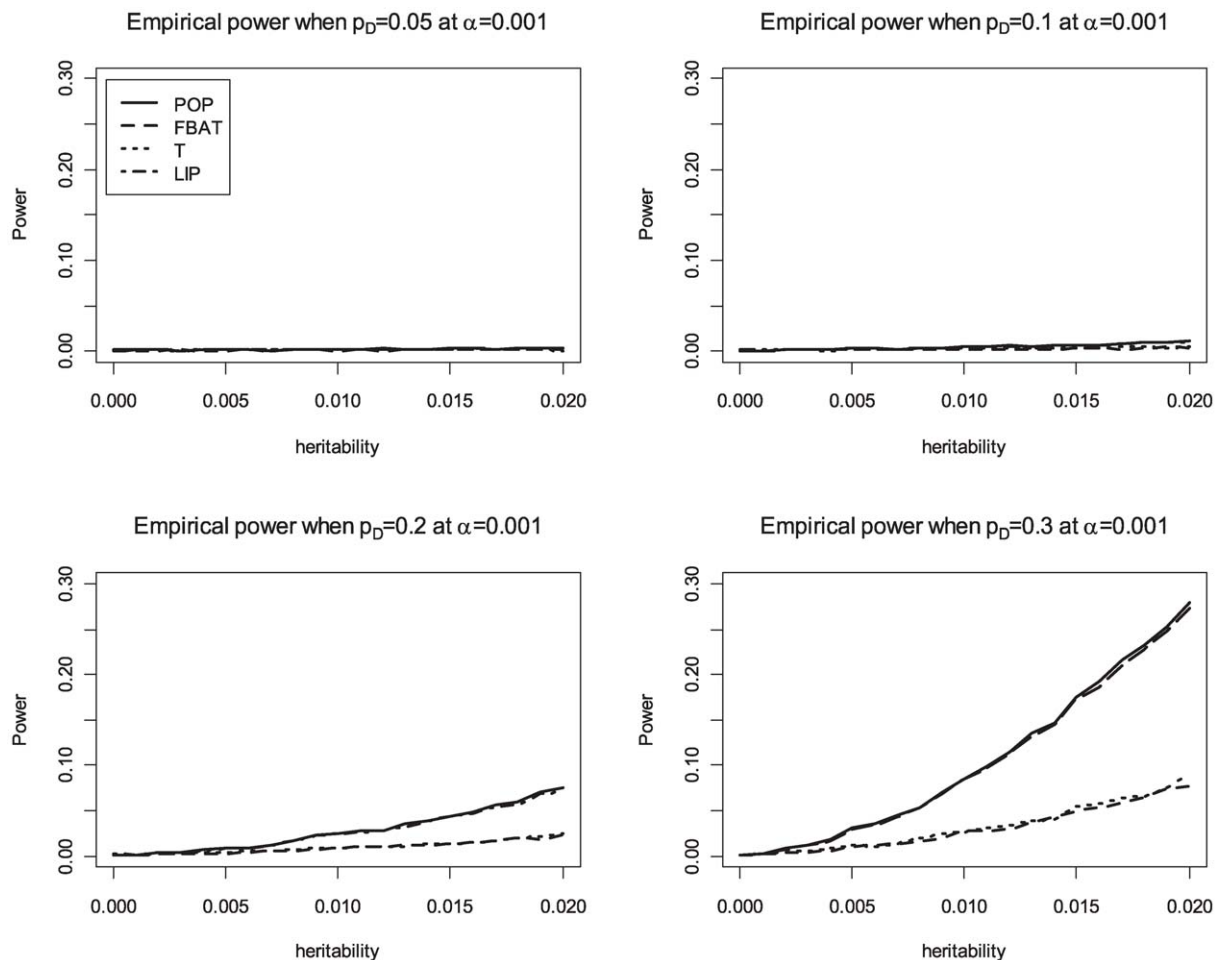 Empirical power when pD=0.05 at α=0.001
Power
0.30
0.20
0.10
0.00
POP
FBAT
T
LIP
0.000 0.005 0.010 0.015 0.020
heritability
Empirical power when pD=0.1 at α=0.001
Power
0.30
0.20
0.10
0.00
0.000 0.005 0.010 0.015 0.020
heritability
Empirical power when pD=0.2 at α=0.001
Power
0.30
0.20
0.10
0.00
0.000 0.005 0.010 0.015 0.020
heritability
Empirical power when pD=0.3 at α=0.001
Power
0.30
0.20
0.10
0.00
0.000 0.005 0.010 0.015 0.020
heritability